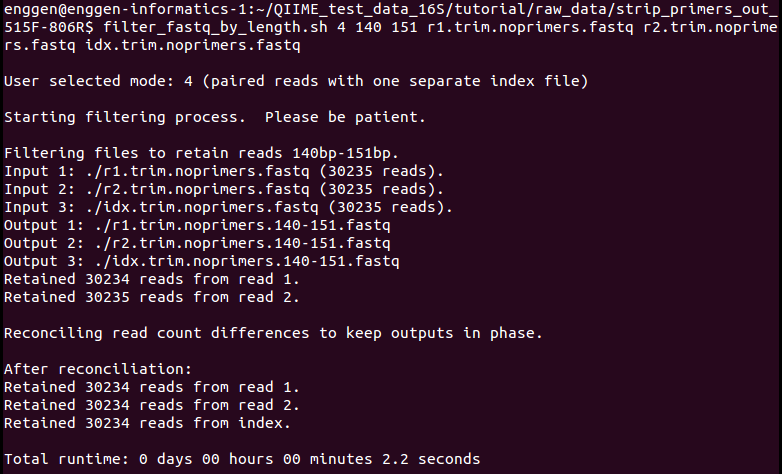 enggen@enggen-informatics-1:~/QIIME_test_data_16S/tutorial/raw_data/strip_primers_out_
515F-806R$ filter_fastq_by_length.sh 4 140 151 r1.trim.noprimers.fastq r2.trim.noprime
rs.fastq idx.trim.noprimers.fastq
User selected mode: 4 (paired reads with one separate index file)
Starting filtering process.  Please be patient.
Filtering files to retain reads 140bp-151bp.
Input 1: ./r1.trim.noprimers.fastq (30235 reads).
Input 2: ./r2.trim.noprimers.fastq (30235 reads).
Input 3: ./idx.trim.noprimers.fastq (30235 reads).
Output 1: ./r1.trim.noprimers.140-151.fastq
Output 2: ./r2.trim.noprimers.140-151.fastq
Output 3: ./idx.trim.noprimers.140-151.fastq
Retained 30234 reads from read 1.
Retained 30235 reads from read 2.
Reconciling read count differences to keep outputs in phase.
After reconciliation:
Retained 30234 reads from read 1.
Retained 30234 reads from read 2.
Retained 30234 reads from index.
Total runtime: 0 days 00 hours 00 minutes 2.2 seconds